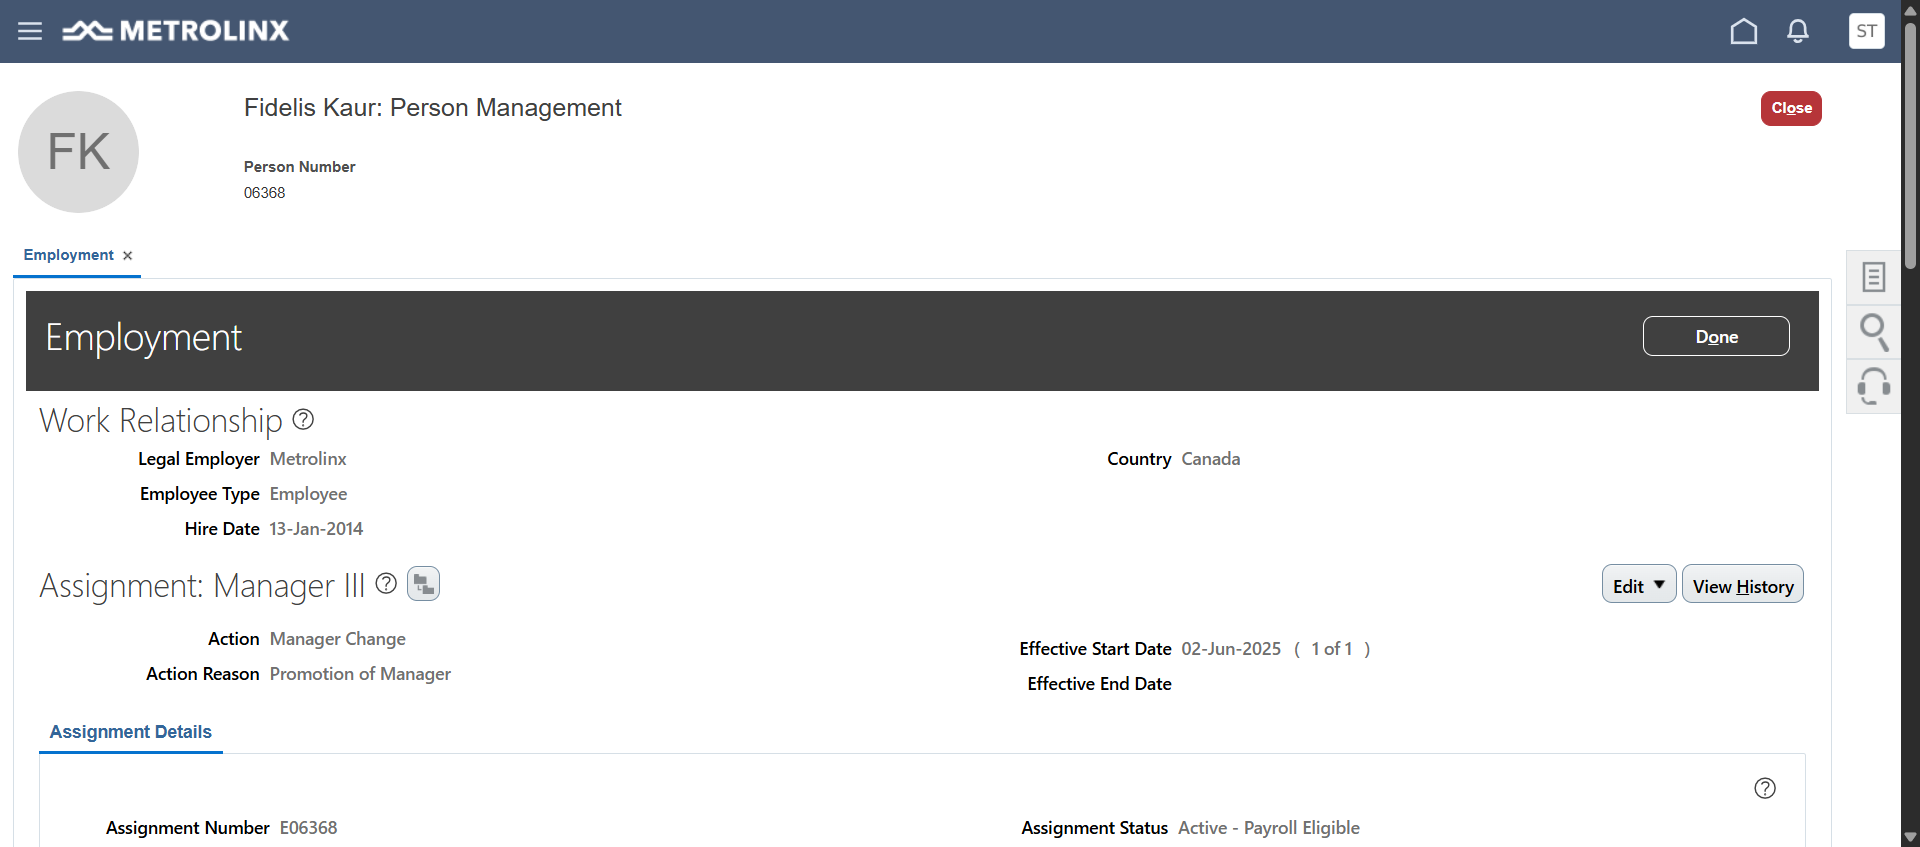 METROLINX
ST
FK
Fidelis Kaur: Person Management
Close
Person Number
06368
Employment ×
Employment
Done
Work Relationship ?
Legal Employer Metrolinx
Country Canada
Employee Type Employee
Hire Date 13-Jan-2014
Assignment: Manager III ?
Edit ▼ View History
Action Manager Change
Effective Start Date 02-Jun-2025 ( 1 of 1 )
Action Reason Promotion of Manager
Effective End Date
Assignment Details
?
Assignment Number E06368
Assignment Status Active - Payroll Eligible